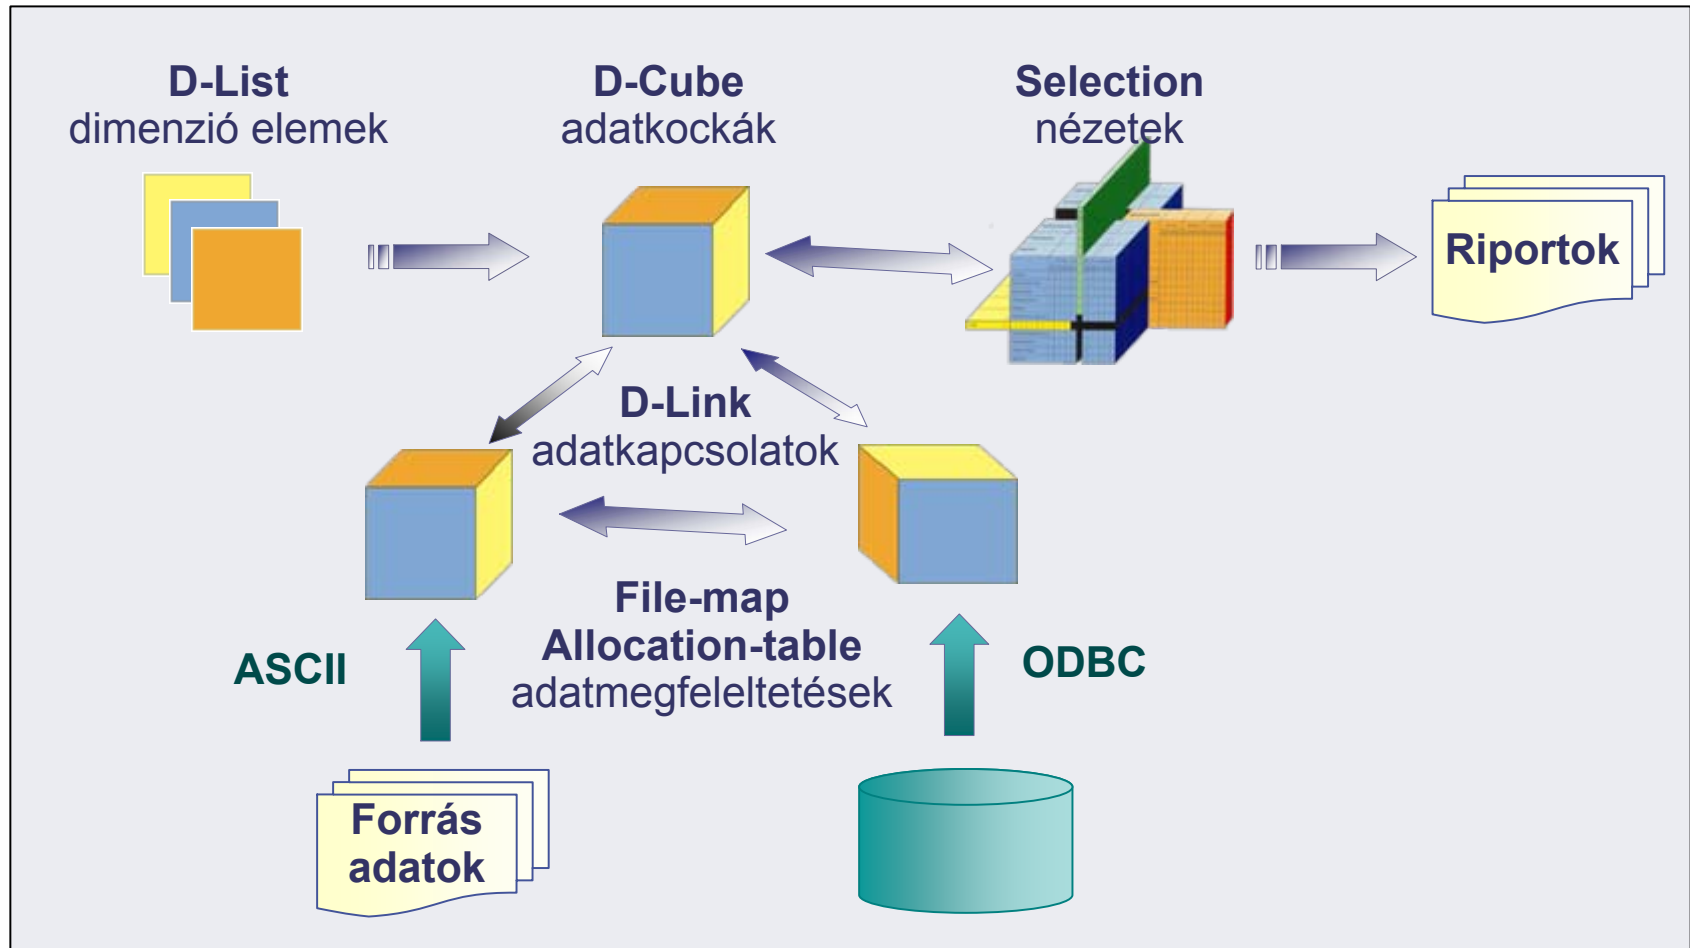 D-List
dimenzió elemek
D-Cube
adatkockák
Selection
nézetek
Riportok
D-Link
adatkapcsolatok
File-map
Allocation-table
adatmegfeleltetések
ASCII
ODBC
Forrás
adatok